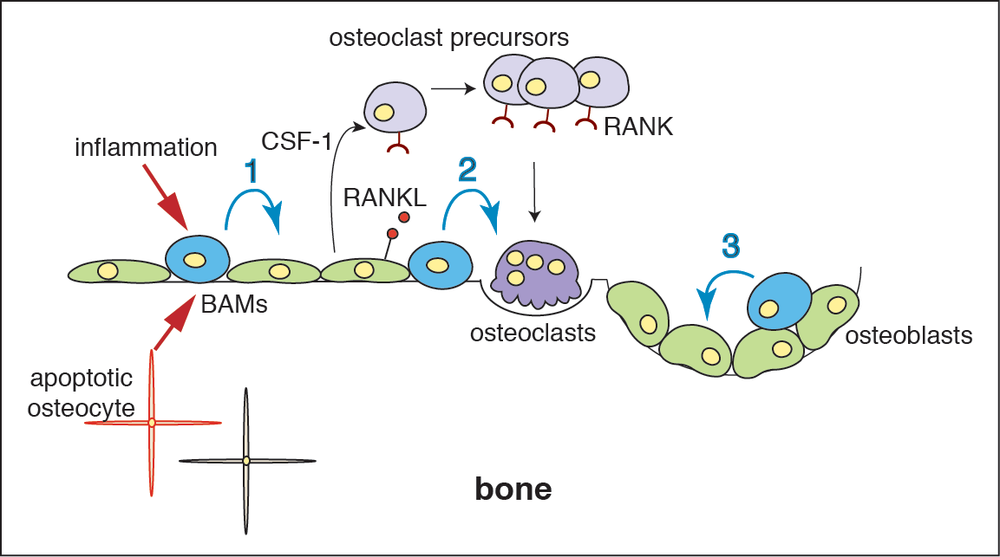 osteoclast precursors
RANK
CSF-1
inflammation
1
RANKL
2
3
BAMs
osteoclasts
osteoblasts
apoptotic
osteocyte
bone